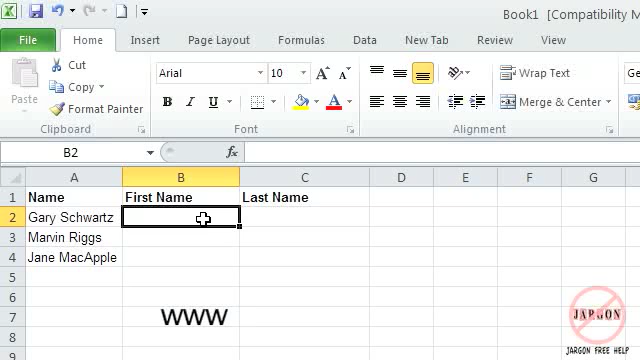 Book1 [Compatibility M
File Home Insert Page Layout Formulas Data New Tab Review View
Paste
Cut
Copy
Format Painter
Clipboard
Arial 10 A A
B I U A
Font
Wrap Text
Merge & Center
Alignment
Ge
B2 fx
A B C D E F G
1 Name First Name Last Name
2 Gary Schwartz
3 Marvin Riggs
4 Jane MacApple
5
6
7 www
8
9
JARGON
JARGON FREE HELP